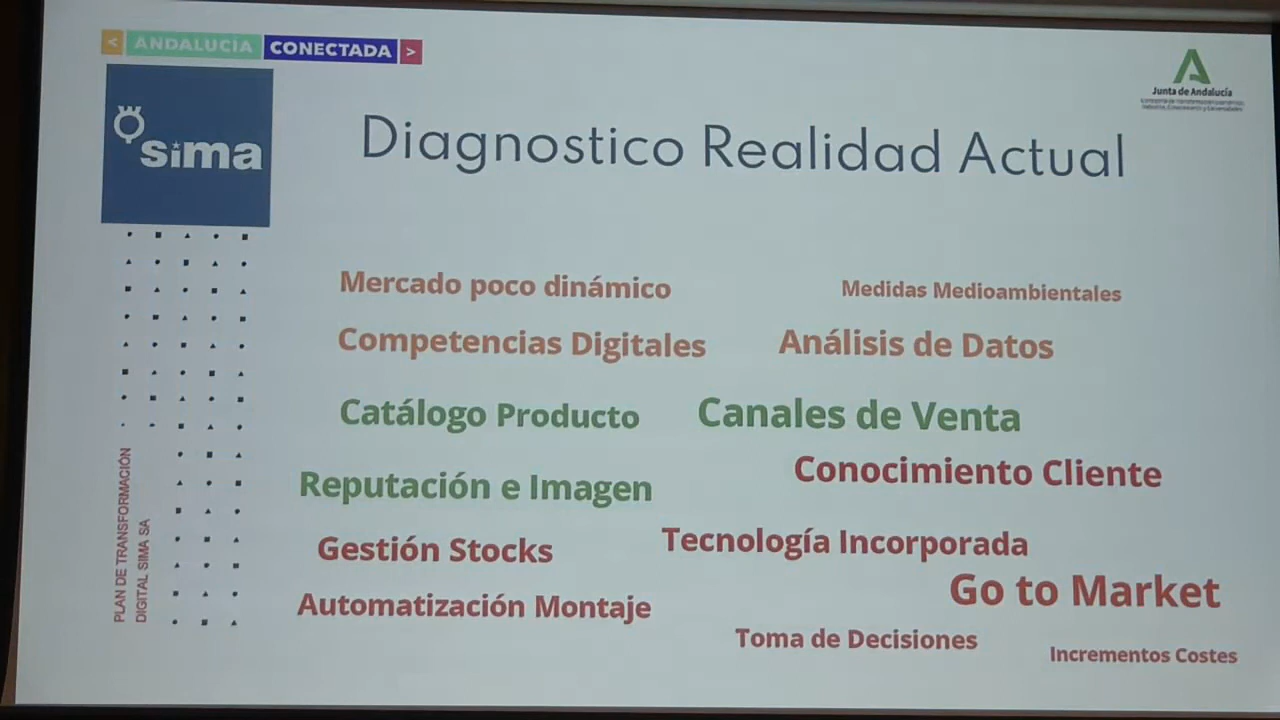 < ANDALUCIA CONECTADA >
Junta de Andalucía
sima
Diagnostico Realidad Actual
Mercado poco dinámico
Medidas Medioambientales
Competencias Digitales
Análisis de Datos
Catálogo Producto
Canales de Venta
Conocimiento Cliente
Reputación e Imagen
Tecnología Incorporada
Gestión Stocks
Go to Market
Automatización Montaje
Toma de Decisiones
Incrementos Costes
PLAN DE TRANSFORMACIÓN
DIGITAL SIMA SA